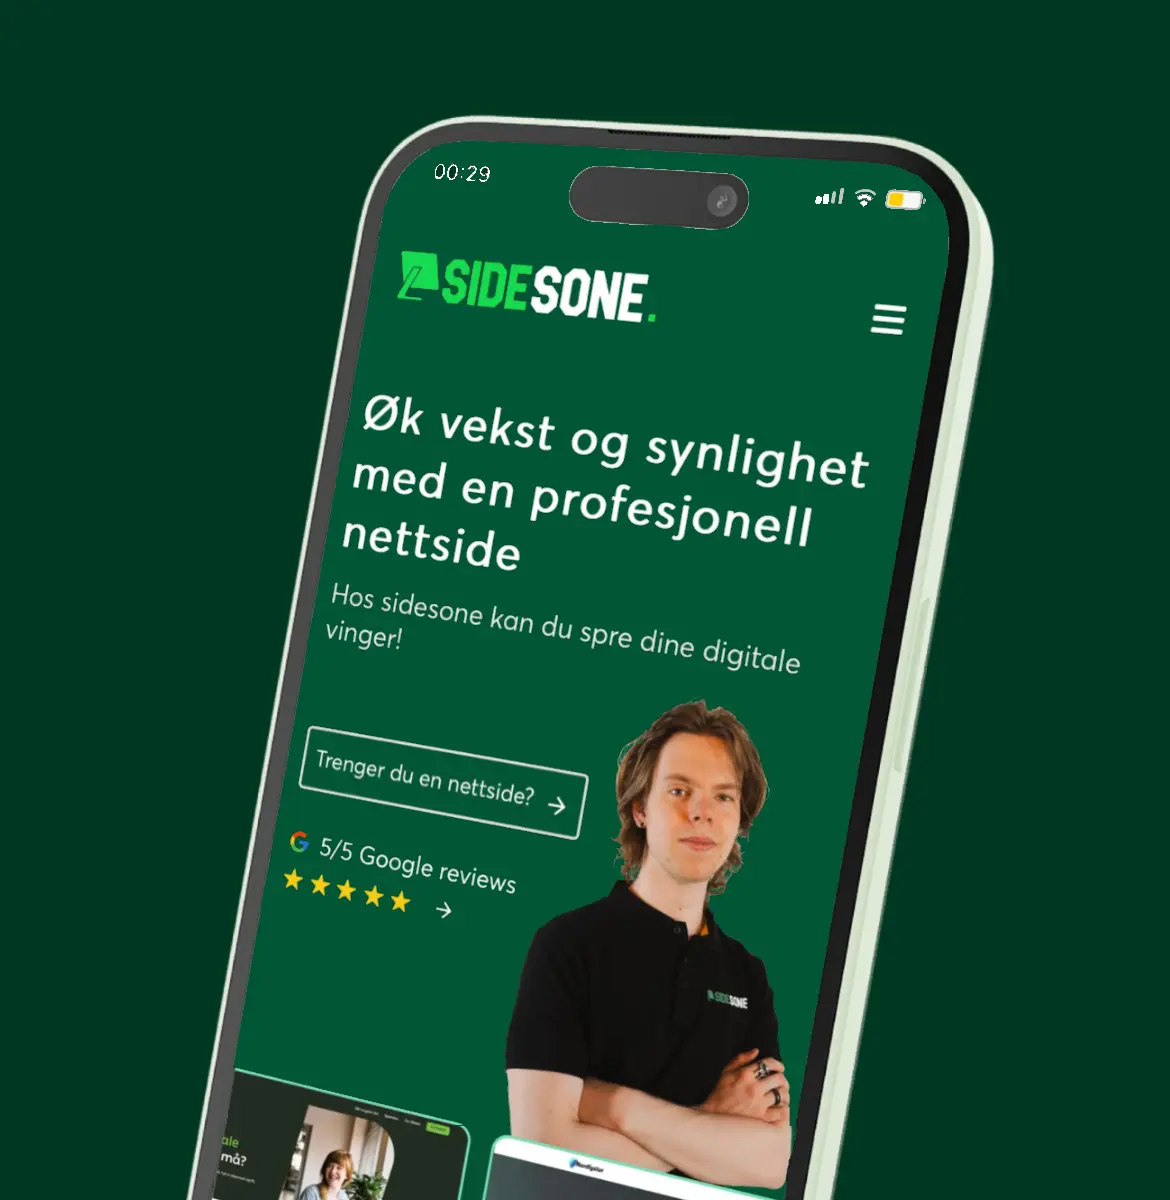 00:29
SIDESONE.
Øk vekst og synlighet
med en profesjonell
nettside
Hos sidesone kan du spre dine digitale
vinger!
Trenger du en nettside? →
5/5 Google reviews
SIDESONE
ale
må?